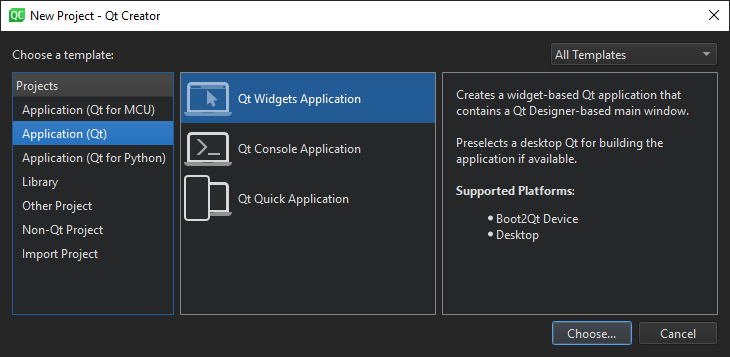 QC New Project - Qt Creator
Choose a template:
All Templates
Projects
Application (Qt for MCU)
Application (Qt)
Application (Qt for Python)
Library
Other Project
Non-Qt Project
Import Project
Qt Widgets Application
Qt Console Application
Qt Quick Application
Creates a widget-based Qt application that
contains a Qt Designer-based main window.
Preselects a desktop Qt for building the
application if available.
Supported Platforms:
• Boot2Qt Device
• Desktop
Choose...
Cancel